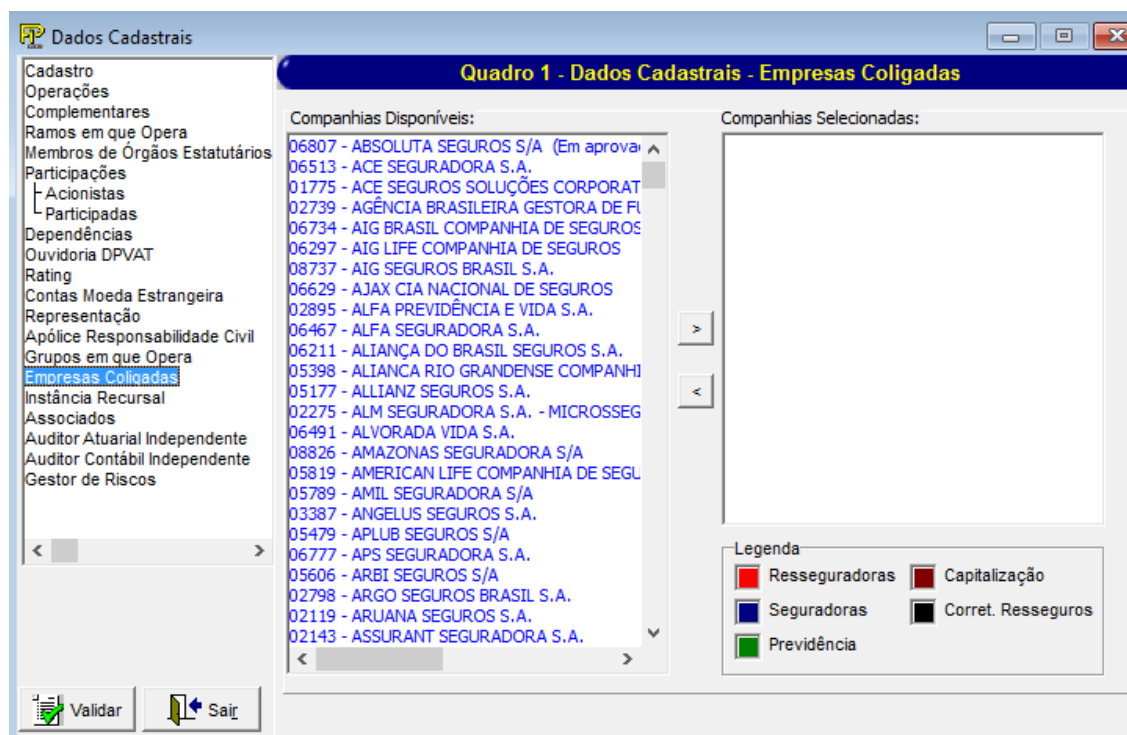 Dados Cadastrais
Cadastro
Operações
Complementares
Ramos em que Opera
Membros de Órgãos Estatutários
Participações
Acionistas
Participadas
Dependências
Ouvidoria DPVAT
Rating
Contas Moeda Estrangeira
Representação
Apólice Responsabilidade Civil
Grupos em que Opera
Empresas Coligadas
Instância Recursal
Associados
Auditor Atuarial Independente
Auditor Contábil Independente
Gestor de Riscos
Validar
Sair
Quadro 1 - Dados Cadastrais - Empresas Coligadas
Companhias Disponíveis:
06807 - ABSOLUTA SEGUROS S/A (Em aprova
06513 - ACE SEGURADORA S.A.
01775 - ACE SEGUROS SOLUÇÕES CORPORAT
02739 - AGÊNCIA BRASILEIRA GESTORA DE FU
06734 - AIG BRASIL COMPANHIA DE SEGUROS
06297 - AIG LIFE COMPANHIA DE SEGUROS
08737 - AIG SEGUROS BRASIL S.A.
06629 - AJAX CIA NACIONAL DE SEGUROS
02895 - ALFA PREVIDÊNCIA E VIDA S.A.
06467 - ALFA SEGURADORA S.A.
06211 - ALIANÇA DO BRASIL SEGUROS S.A.
05398 - ALIANCA RIO GRANDENSE COMPANHI
05177 - ALLIANZ SEGUROS S.A.
02275 - ALM SEGURADORA S.A. - MICROSSEG
06491 - ALVORADA VIDA S.A.
08826 - AMAZONAS SEGURADORA S/A
05819 - AMERICAN LIFE COMPANHIA DE SEGU
05789 - AMIL SEGURADORA S/A
03387 - ANGELUS SEGUROS S.A.
05479 - APLUB SEGUROS S/A
06777 - APS SEGURADORA S.A.
05606 - ARBI SEGUROS S/A
02798 - ARGO SEGUROS BRASIL S.A.
02119 - ARUANA SEGUROS S.A.
02143 - ASSURANT SEGURADORA S.A.
>
<
Companhias Selecionadas:
Legenda
Resseguradoras
Capitalização
Seguradoras
Corret. Resseguros
Previdência